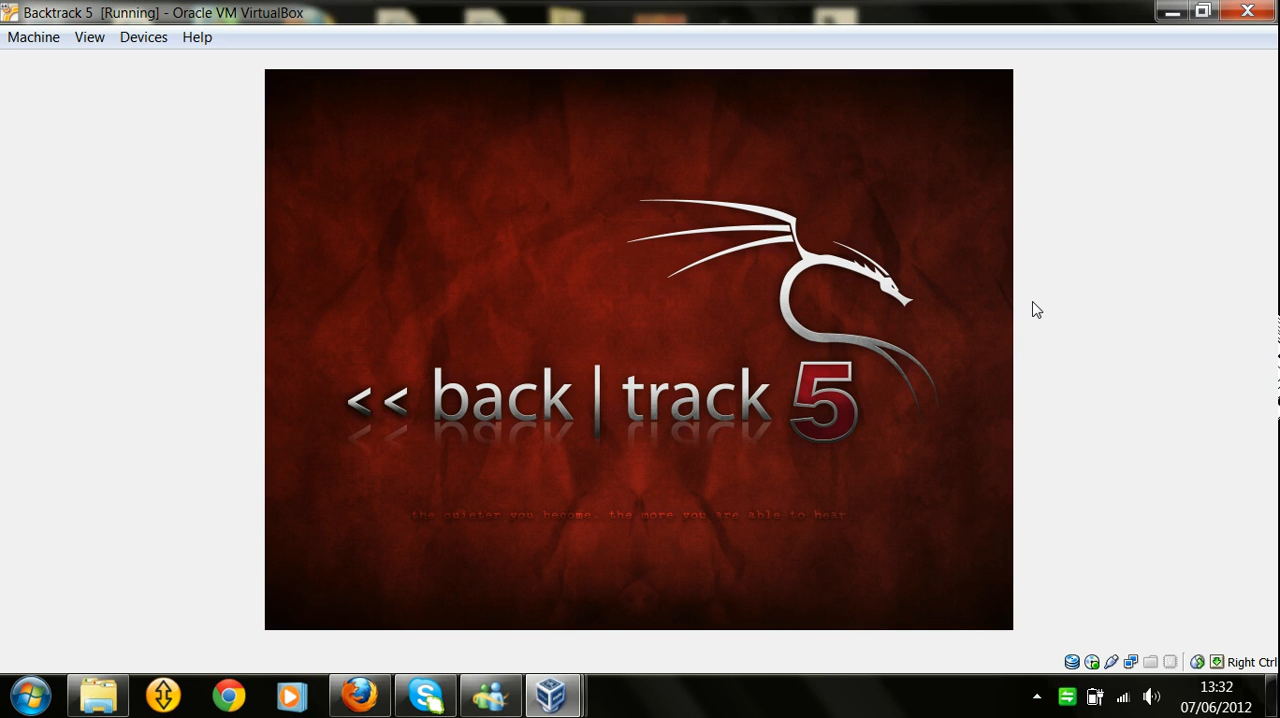 Backtrack 5 [Running] - Oracle VM VirtualBox
Machine View Devices Help
<< back | track 5
the quieter you become, the more you are able to hear
Right Ctrl
13:32
07/06/2012